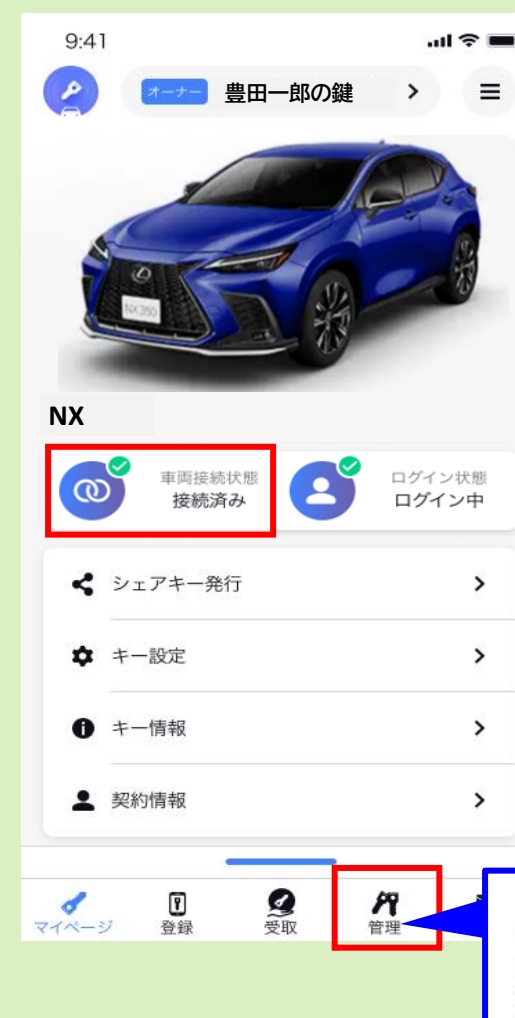 9:41
オーナー 豊田一郎の鍵
NX350
NX
車両接続状態
接続済み
ログイン状態
ログイン中
シェアキー発行
キー設定
キー情報
契約情報
マイページ
登録
受取
管理